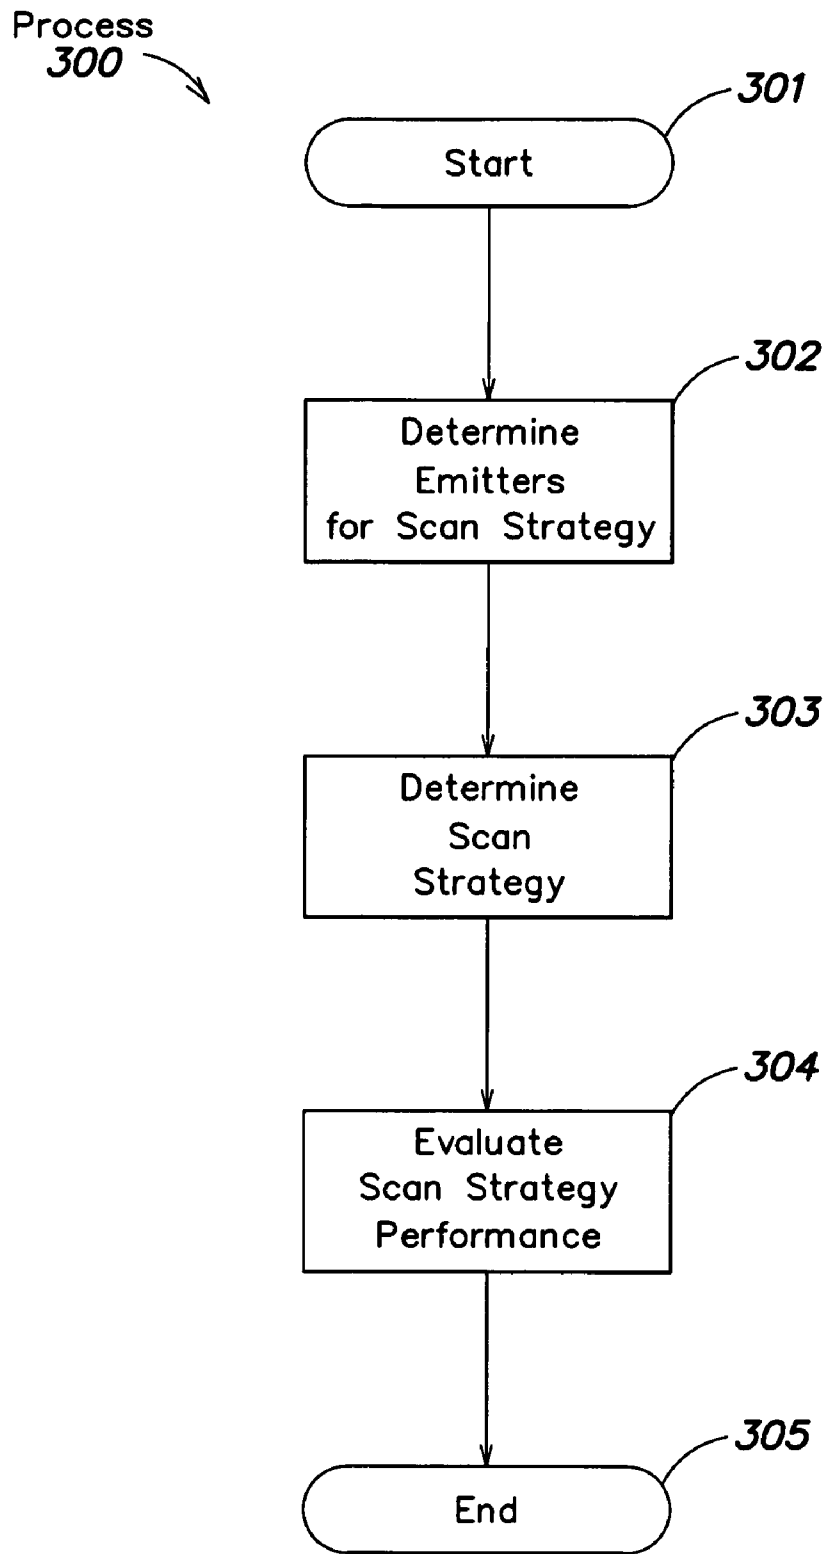 Process
300
301
Start
302
Determine
Emitters
for Scan Strategy
303
Determine
Scan
Strategy
304
Evaluate
Scan Strategy
Performance
305
End